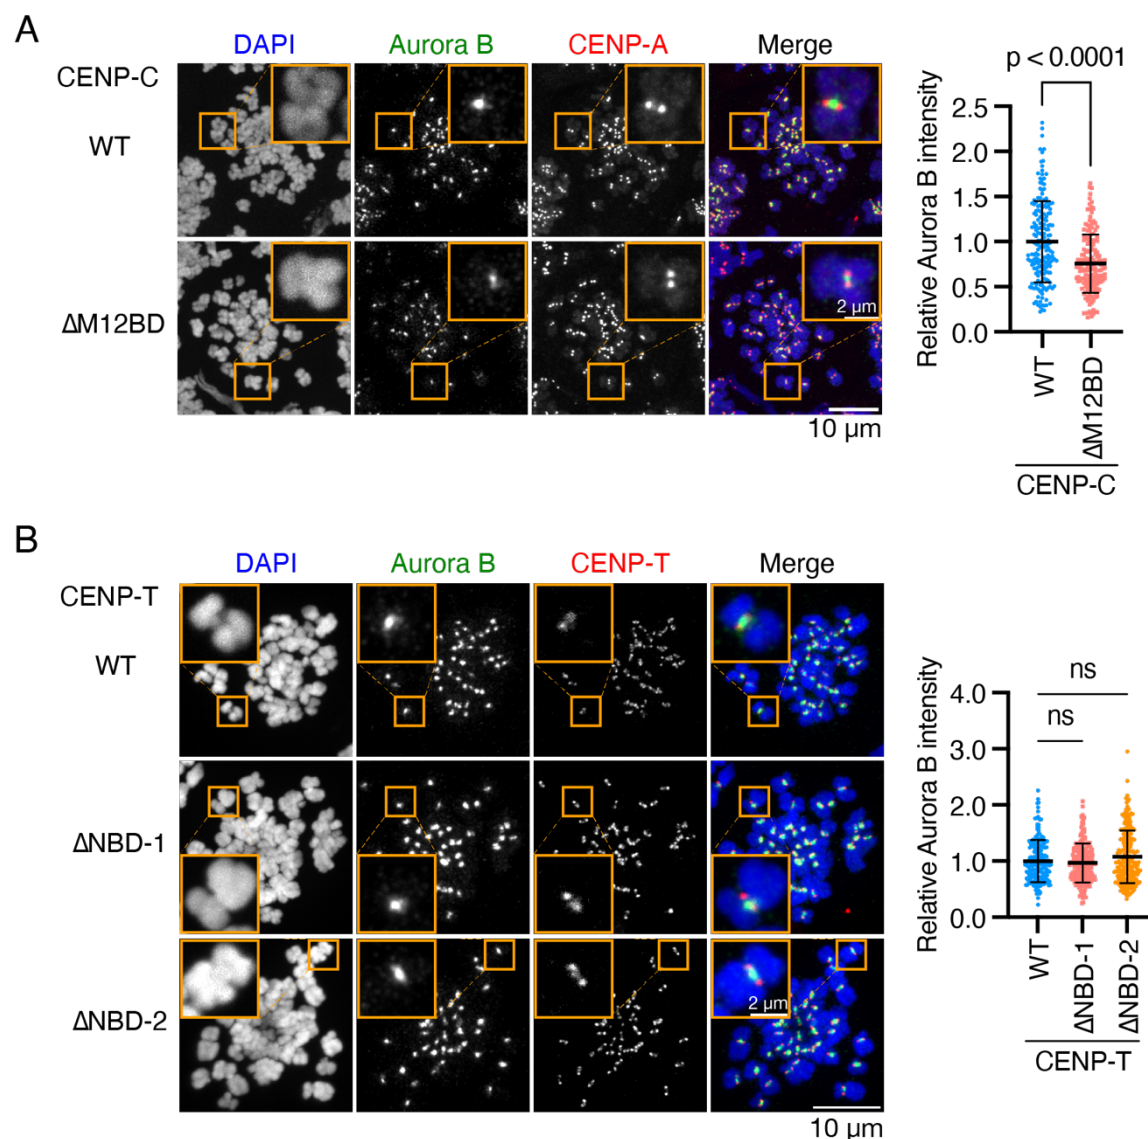 A
DAPI Aurora B CENP-A Merge
CENP-C
WT
ΔM12BD
2 µm
10 µm
p < 0.0001
Relative Aurora B intensity
2.5
2.0
1.5
1.0
0.5
0.0
WT ΔM12BD
CENP-C
B
DAPI Aurora B CENP-T Merge
CENP-T
WT
ΔNBD-1
ΔNBD-2
2 µm
10 µm
ns
ns
Relative Aurora B intensity
4.0
3.0
2.0
1.0
0.0
WT ΔNBD-1 ΔNBD-2
CENP-T